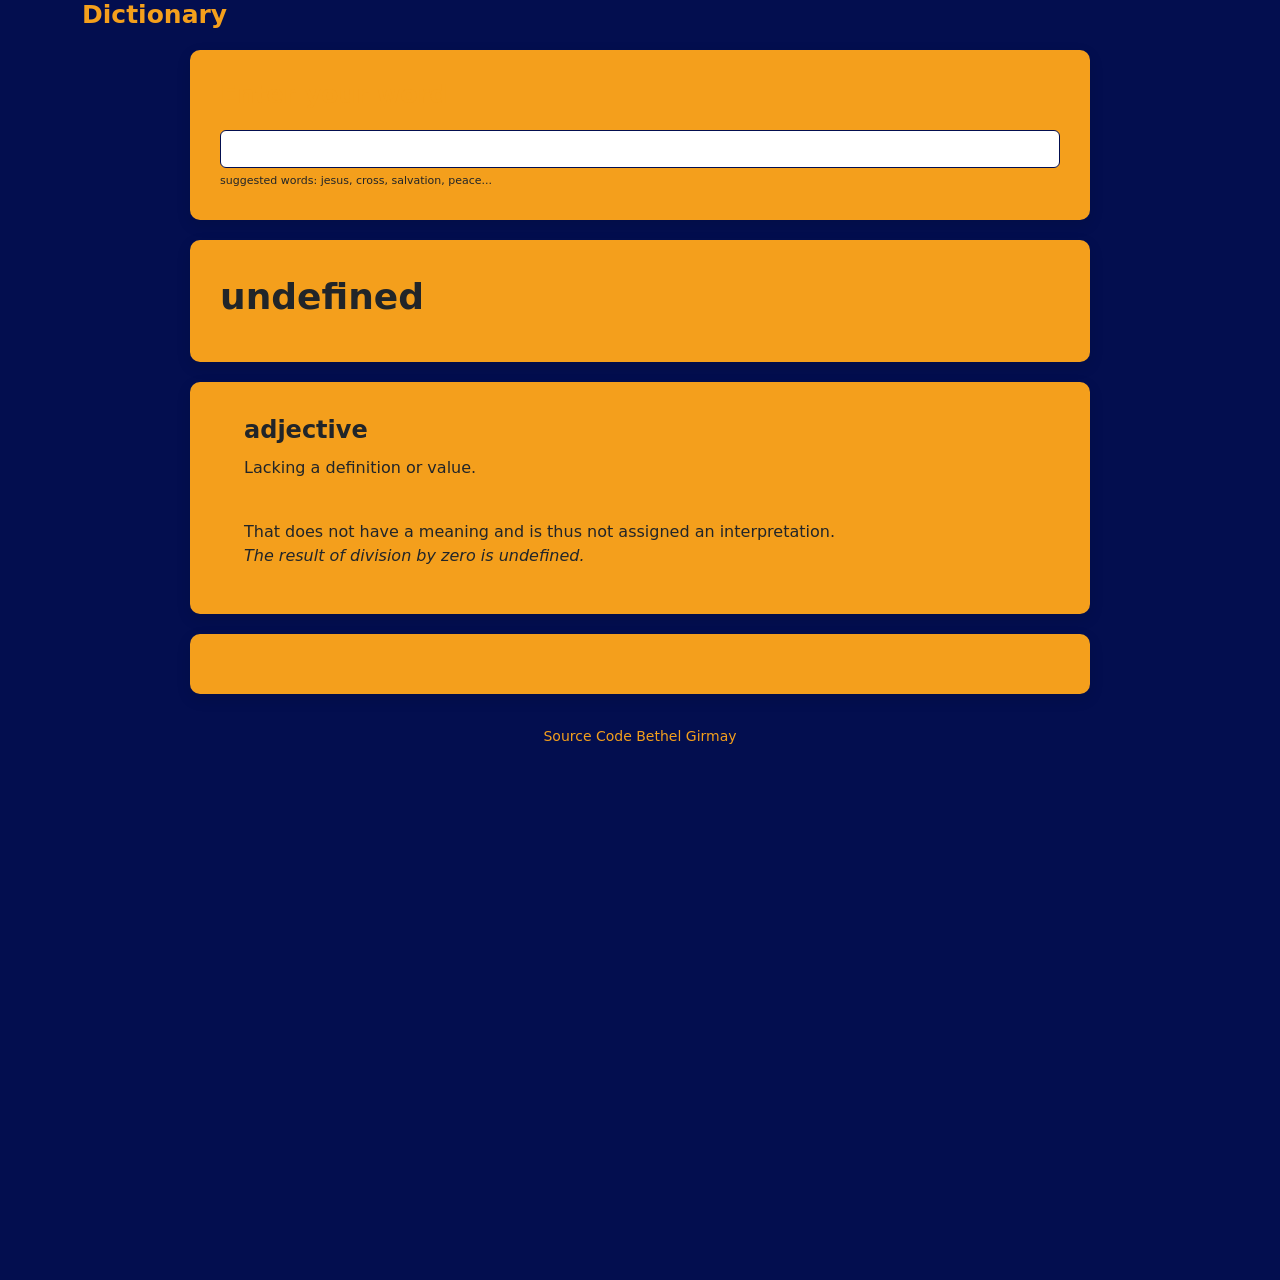 Dictionary
suggested words: jesus, cross, salvation, peace...
undefined
adjective
Lacking a definition or value.
That does not have a meaning and is thus not assigned an interpretation.
The result of division by zero is undefined.
Source Code Bethel Girmay